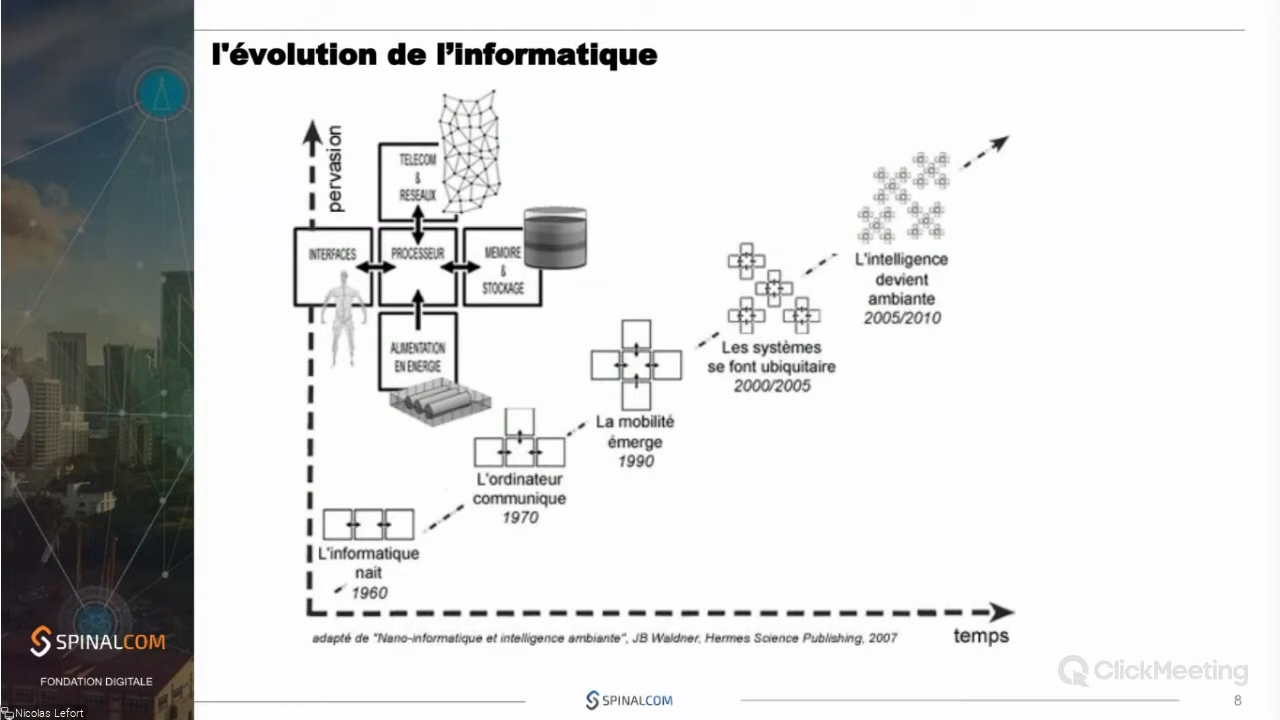 l'évolution de l’informatique
pervasion
TELECOM
&
RESEAUX
INTERFACES
PROCESSEUR
MEMOIRE
&
STOCKAGE
ALIMENTATION
EN ENERGIE
L'informatique
nait
1960
L'ordinateur
communique
1970
La mobilité
émerge
1990
Les systèmes
se font ubiquitaire
2000/2005
L'intelligence
devient
ambiante
2005/2010
temps
adapté de "Nano-informatique et intelligence ambiante", JB Waldner, Hermes Science Publishing, 2007
SPINALCOM
FONDATION DIGITALE
ClickMeeting
SPINALCOM
8
Nicolas Lefort